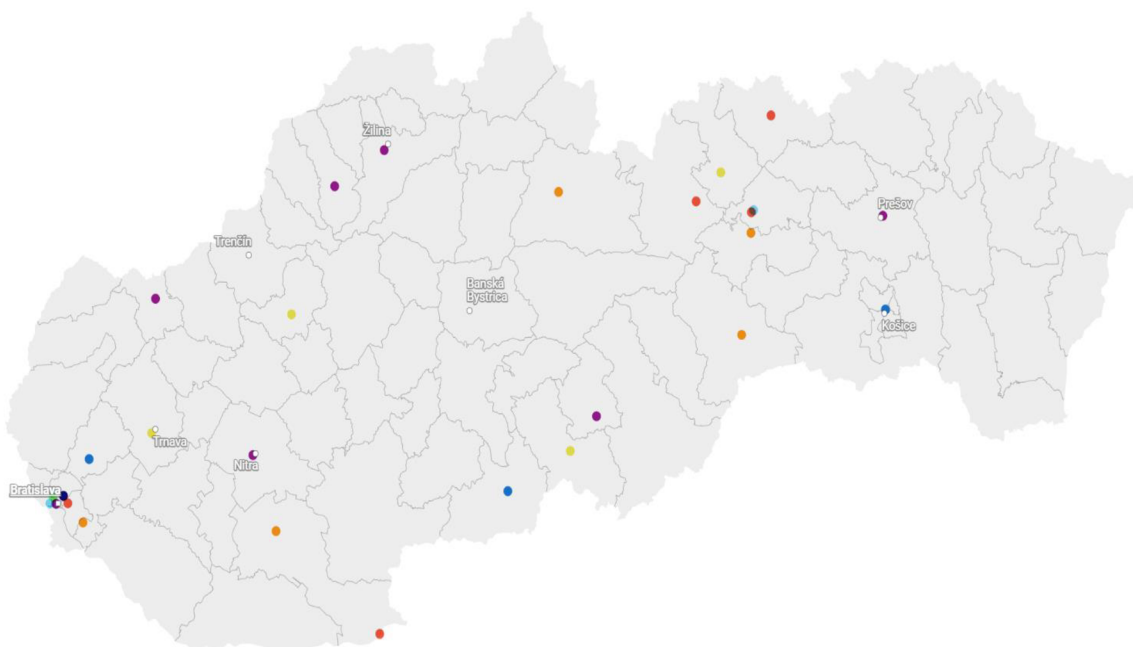 Žilina
Prešov
Trenčín
Banská
Bystrica
Košice
Trnava
Nitra
Bratislava